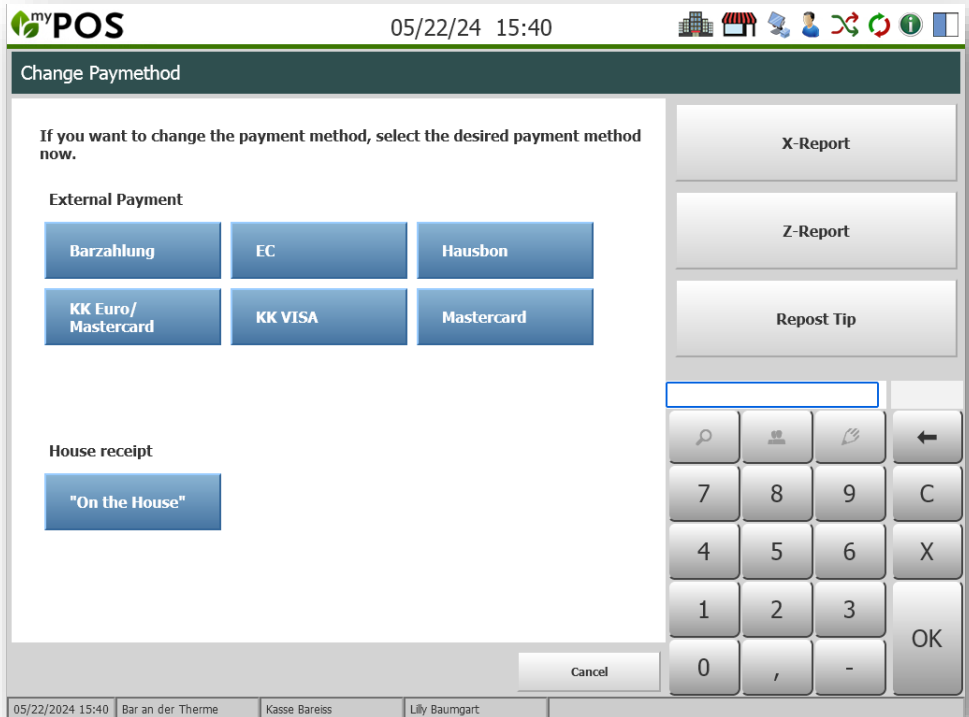 myPOS
05/22/24 15:40
Change Paymethod
If you want to change the payment method, select the desired payment method
now.
External Payment
Barzahlung
EC
Hausbon
KK Euro/
Mastercard
KK VISA
Mastercard
House receipt
"On the House"
Cancel
X-Report
Z-Report
Repost Tip
7 8 9 C
4 5 6 X
1 2 3
OK
0 , -
05/22/2024 15:40 Bar an der Therme Kasse Bareiss Lilly Baumgart